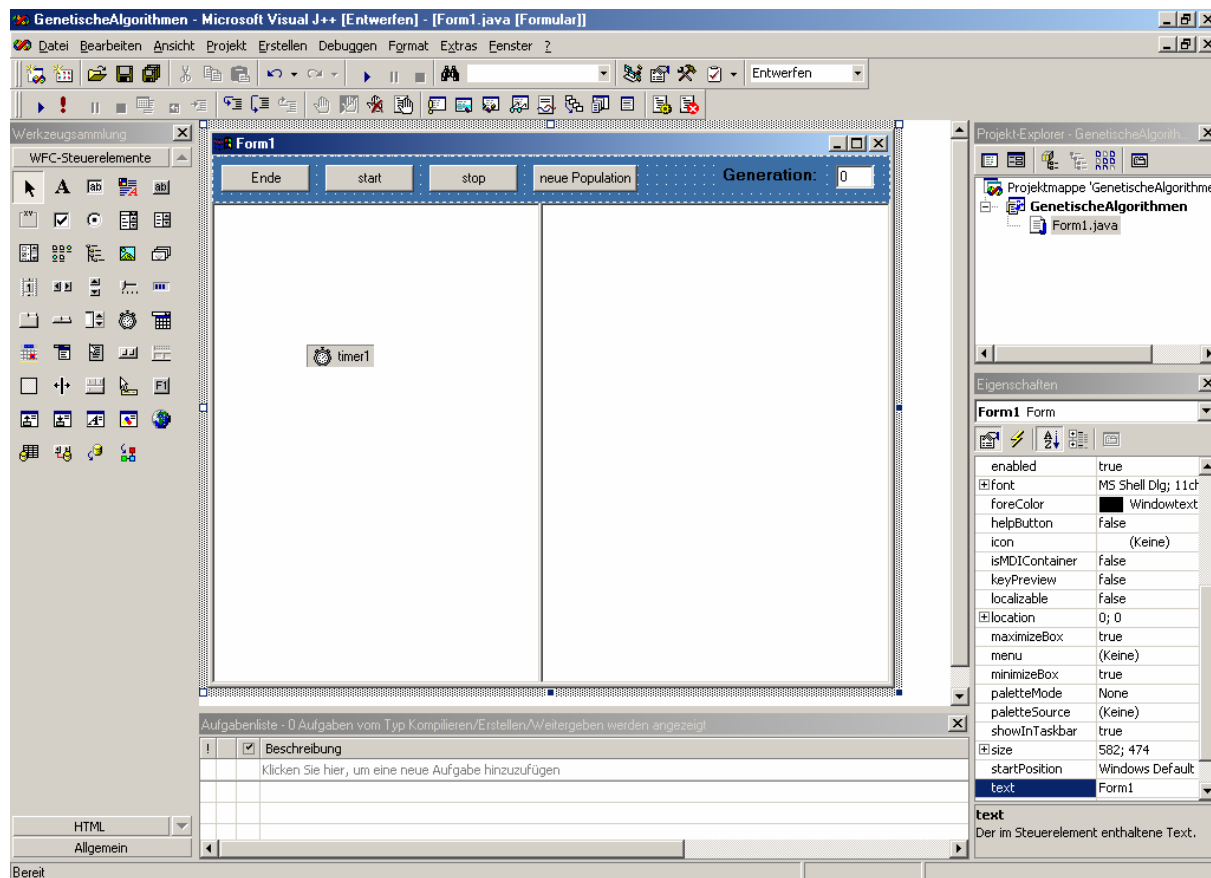 GenetischeAlgorithmen - Microsoft Visual J++ [Entwerfen] - [Form1.java [Formular]]
Datei Bearbeiten Ansicht Projekt Erstellen Debuggen Format Extras Fenster ?
Entwerfen
Werkzeugsammlung
WFC-Steuerelemente
HTML
Allgemein
Form1
Ende start stop neue Population Generation: 0
timer1
Aufgabenliste - 0 Aufgaben vom Typ Kompilieren/Erstellen/Weitergeben werden angezeigt
! Beschreibung
Klicken Sie hier, um eine neue Aufgabe hinzuzufügen
Projekt-Explorer - GenetischeAlgorith...
Projektmappe 'GenetischeAlgorithme
GenetischeAlgorithmen
Form1.java
Eigenschaften
Form1 Form
enabled true
font MS Shell Dlg; 11ch
foreColor Windowtext
helpButton false
icon (Keine)
isMDIContainer false
keyPreview false
localizable false
location 0; 0
maximizeBox true
menu (Keine)
minimizeBox true
paletteMode None
paletteSource (Keine)
showInTaskbar true
size 582; 474
startPosition Windows Default
text Form1
text
Der im Steuerelement enthaltene Text.
Bereit